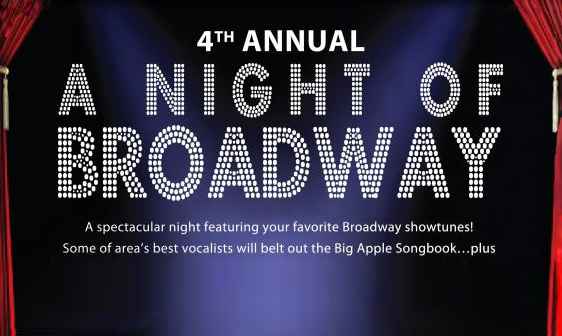 4TH ANNUAL
A NIGHT OF
BROADWAY
A spectacular night featuring your favorite Broadway showtunes!
Some of area's best vocalists will belt out the Big Apple Songbook…plus